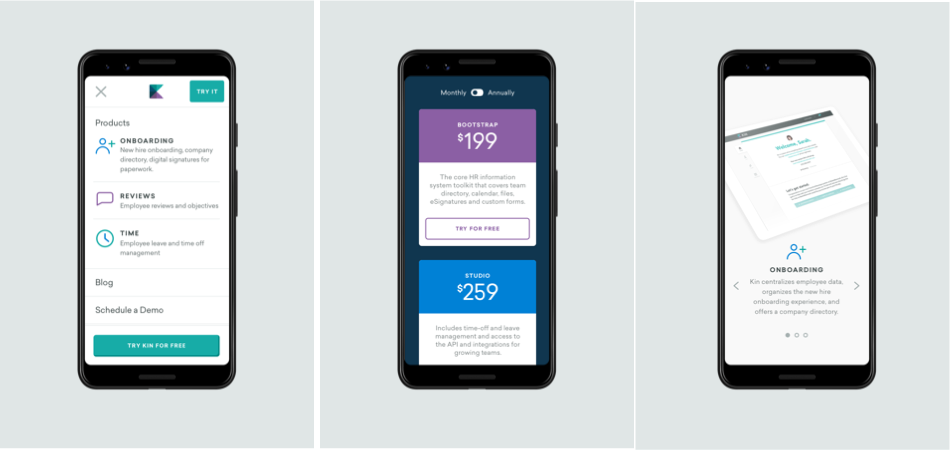 TRY IT
Products
ONBOARDING
New hire onboarding, company
directory, digital signatures for
paperwork.
REVIEWS
Employee reviews and objectives
TIME
Employee leave and time off
management
Blog
Schedule a Demo
TRY KIN FOR FREE
Monthly Annually
BOOTSTRAP
$199
The core HR information
system toolkit that covers team
directory, calendar, files,
eSignatures and custom forms.
TRY FOR FREE
STUDIO
$259
Includes time-off and leave
management and access to
the API and integrations for
growing teams.
Welcome, Sarah
Let's get started
ONBOARDING
Kin centralizes employee data,
organizes the new hire
onboarding experience, and
offers a company directory.